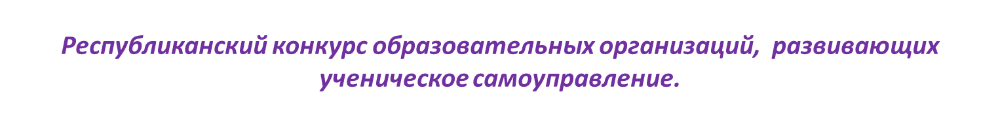 Республиканский конкурс образовательных организаций, развивающих
ученическое самоуправление.